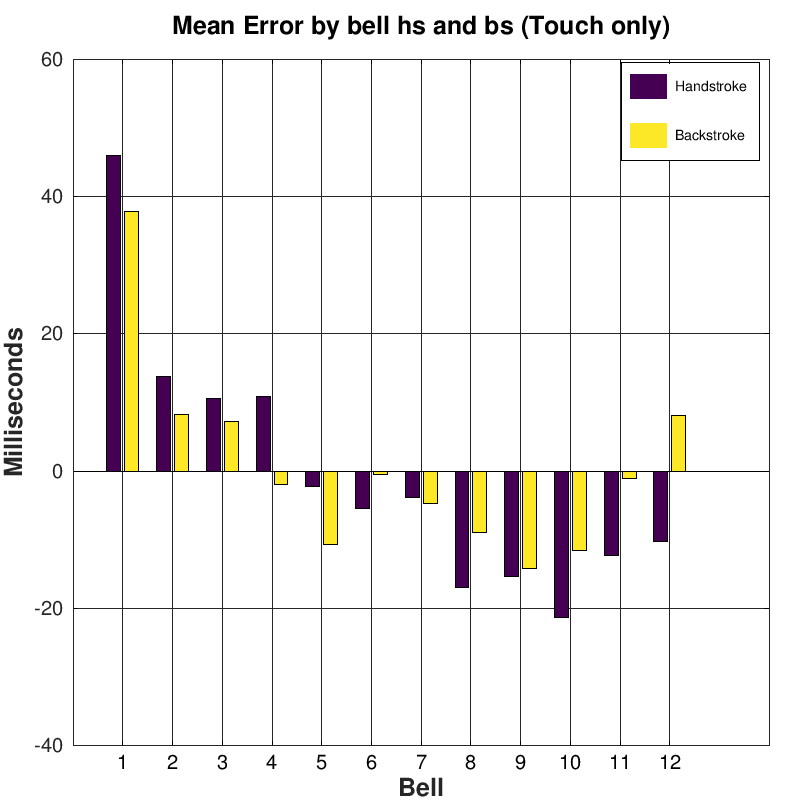 Mean Error by bell hs and bs (Touch only)
60
40
20
0
-20
-40
Milliseconds
Handstroke
Backstroke
1 2 3 4 5 6 7 8 9 10 11 12
Bell